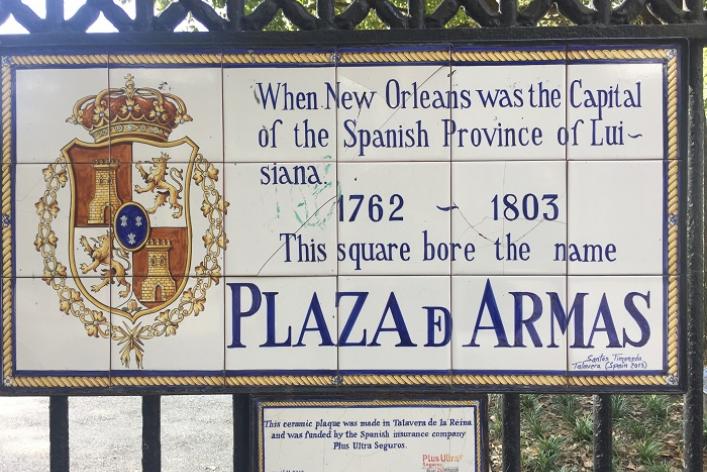 When New Orleans was the Capital
of the Spanish Province of Lui~
siana.
1762 ~ 1803
This square bore the name
PLAZA Đ ARMAS
Santos Timoneda
Talavera (Spain 2013)
This ceramic plaque was made in Talavera de la Reina
and was funded by the Spanish insurance company
Plus Ultra Seguros.
Plus Ultra
Seguros